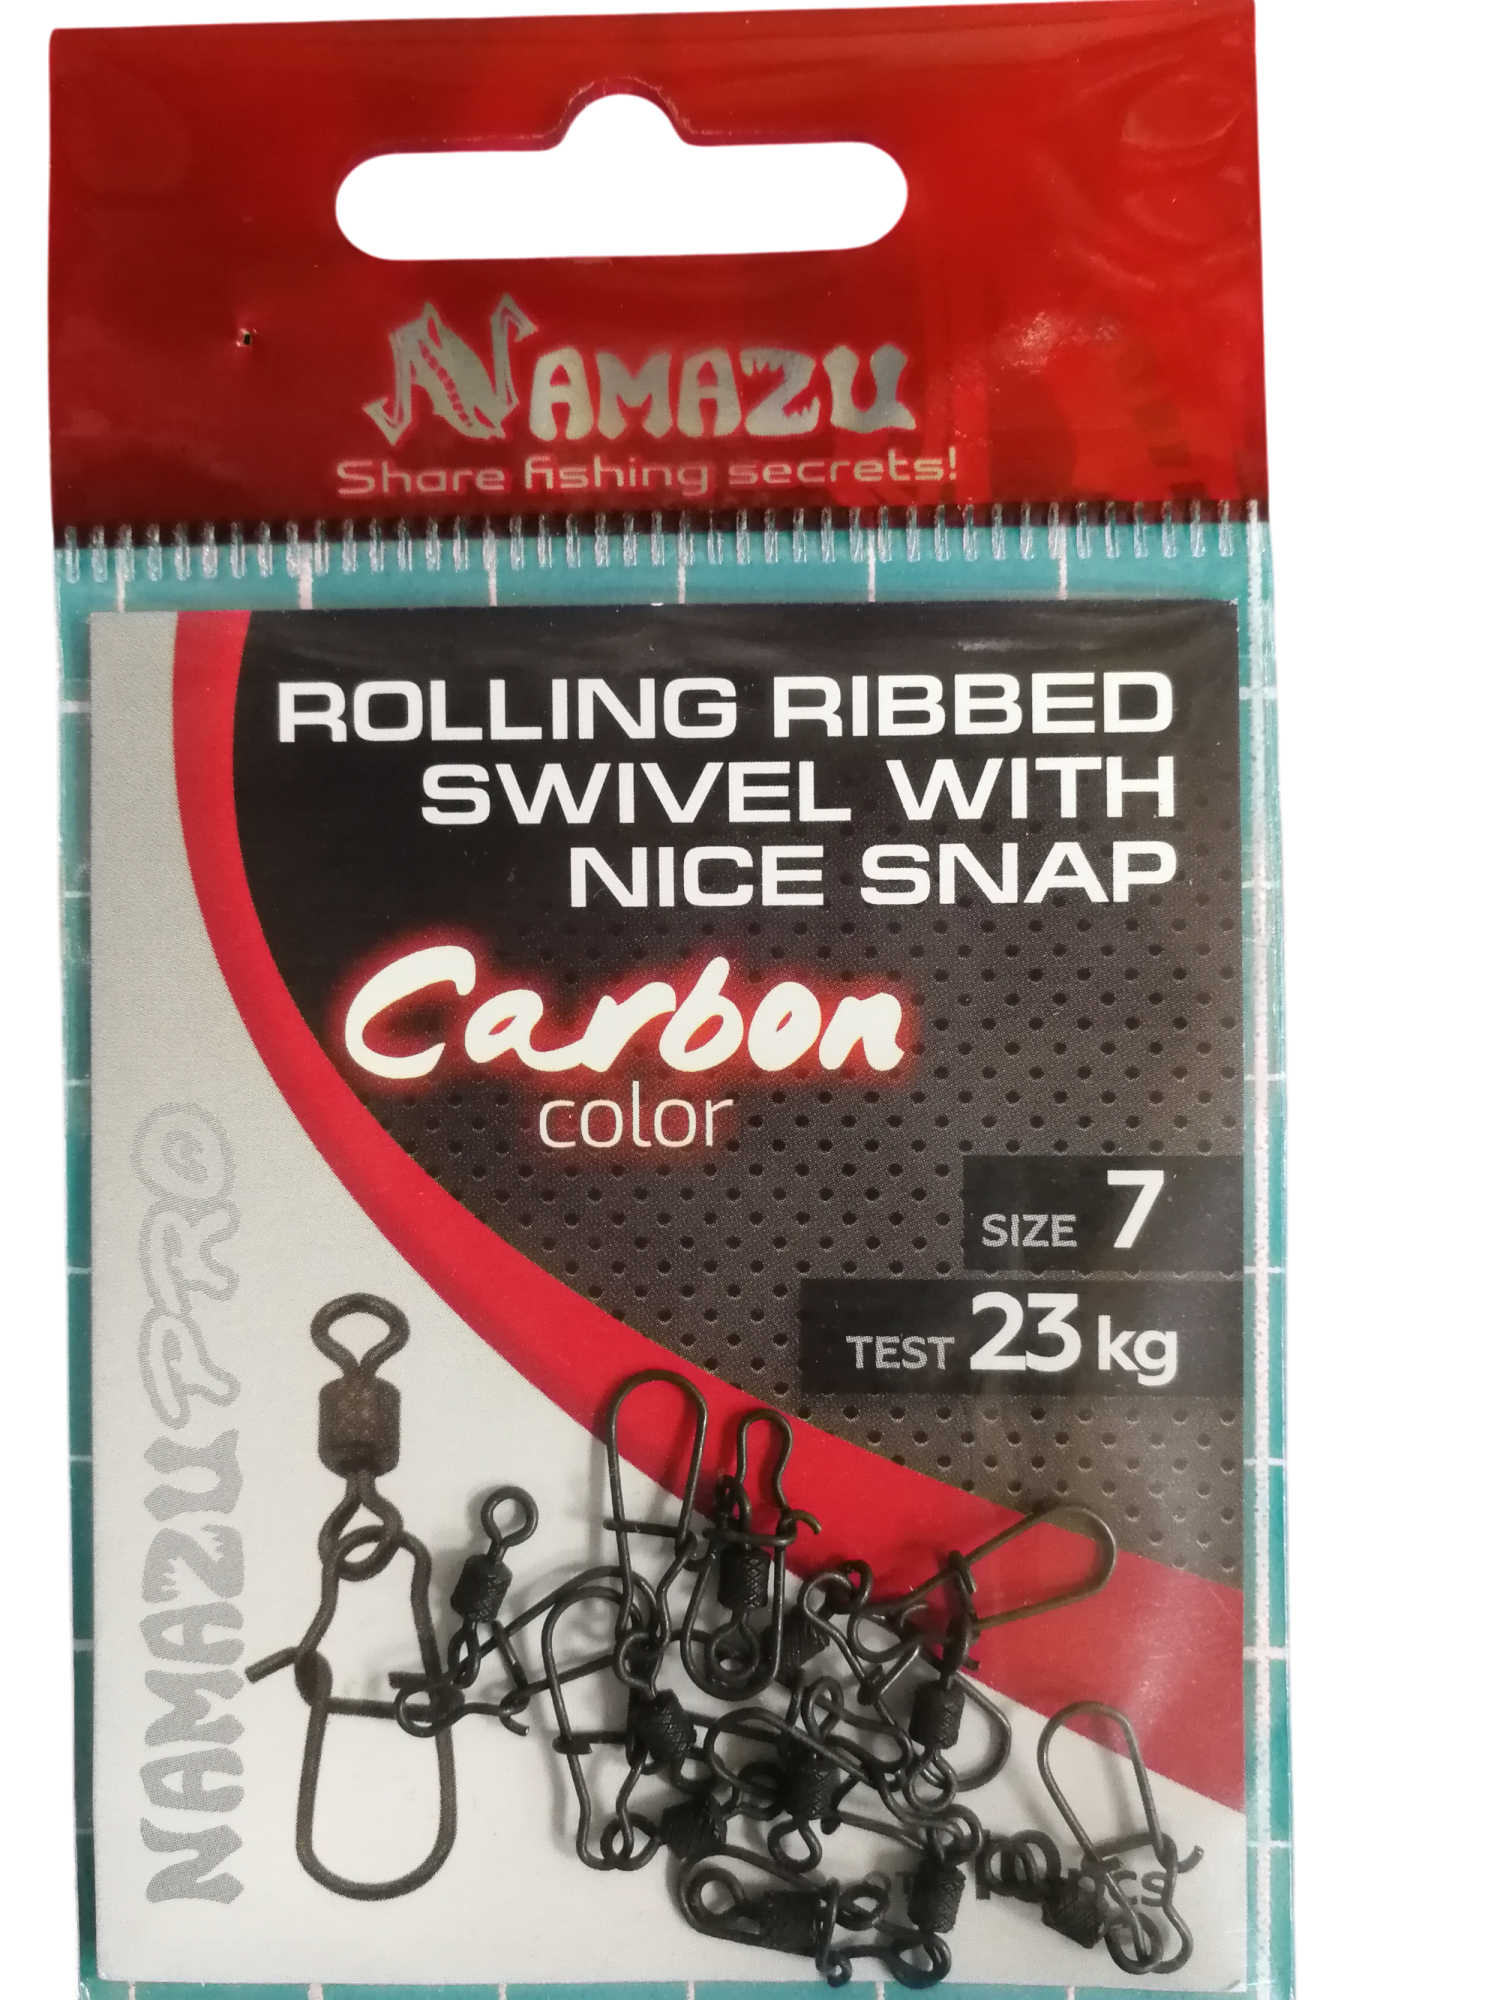 NAMAZU
Share fishing secrets!
ROLLING RIBBED
SWIVEL WITH
NICE SNAP
Carbon
color
SIZE 7
TEST 23 kg
NAMAZU PRO
pcs